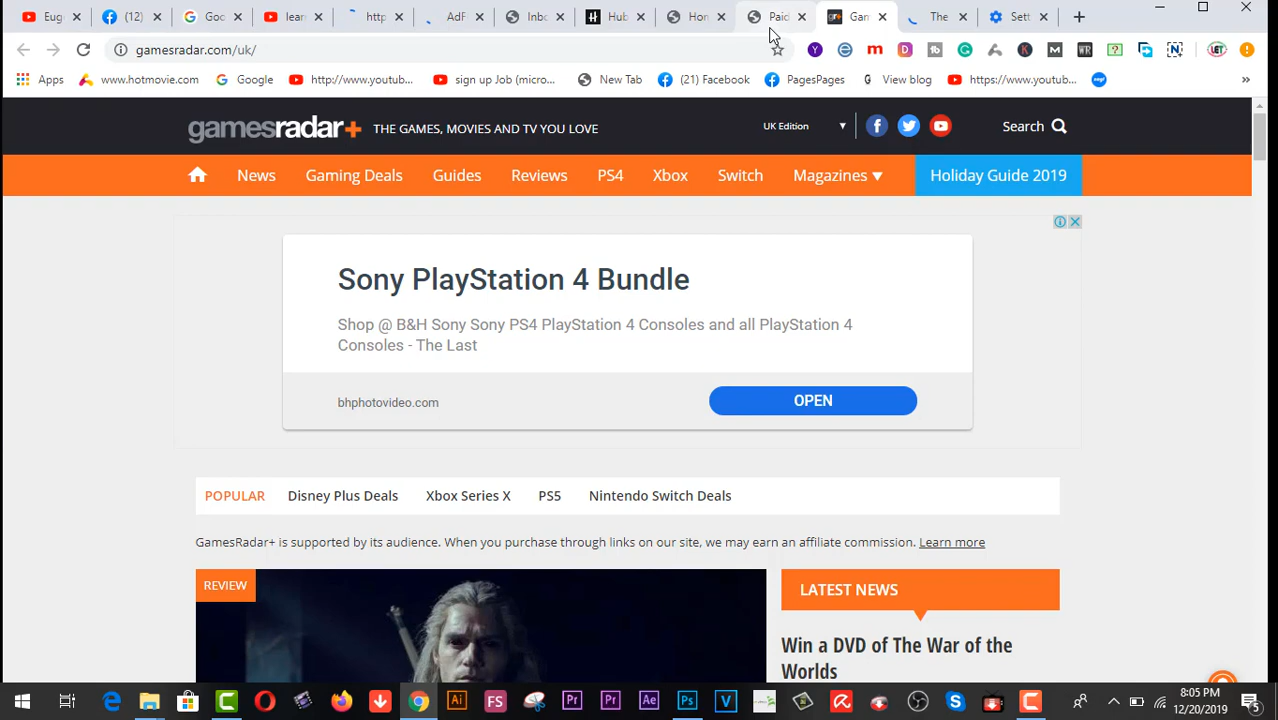 Eug (12) Goo lear http AdF Inbo Hub Hon Paid Gam The Sett
gamesradar.com/uk/
Apps www.hotmovie.com Google http://www.youtub... sign up Job (micro... New Tab (21) Facebook PagesPages View blog https://www.youtub... »
gamesradar+ THE GAMES, MOVIES AND TV YOU LOVE UK Edition Search
News Gaming Deals Guides Reviews PS4 Xbox Switch Magazines Holiday Guide 2019
Sony PlayStation 4 Bundle
Shop @ B&H Sony Sony PS4 PlayStation 4 Consoles and all PlayStation 4
Consoles - The Last
bhphotovideo.com OPEN
POPULAR Disney Plus Deals Xbox Series X PS5 Nintendo Switch Deals
GamesRadar+ is supported by its audience. When you purchase through links on our site, we may earn an affiliate commission. Learn more
REVIEW
LATEST NEWS
Win a DVD of The War of the
Worlds
8:05 PM
12/20/2019